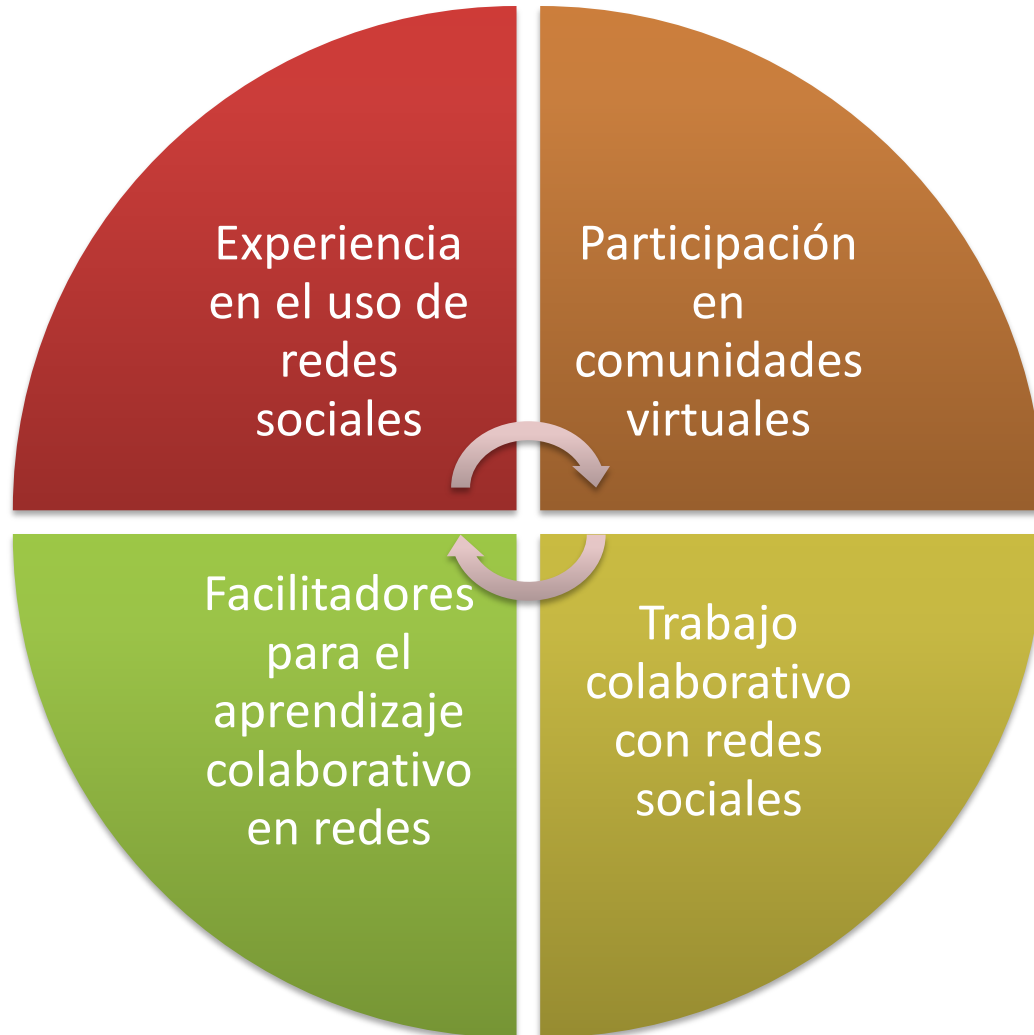 Experiencia
en el uso de
redes
sociales
Participación
en
comunidades
virtuales
Facilitadores
para el
aprendizaje
colaborativo
en redes
Trabajo
colaborativo
con redes
sociales